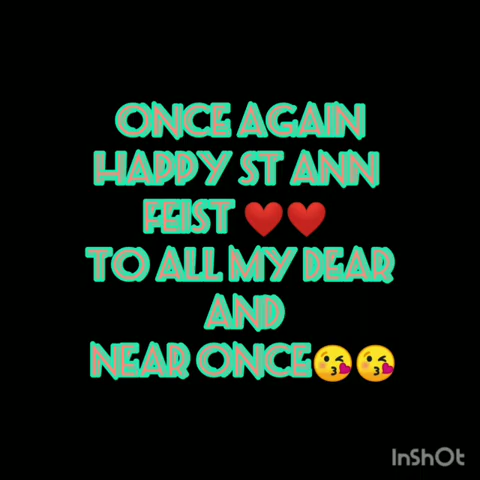 ONCE AGAIN
HAPPY ST ANN
FEIST ❤️❤️
TO ALL MY DEAR
AND
NEAR ONCE😘😘
InShOt